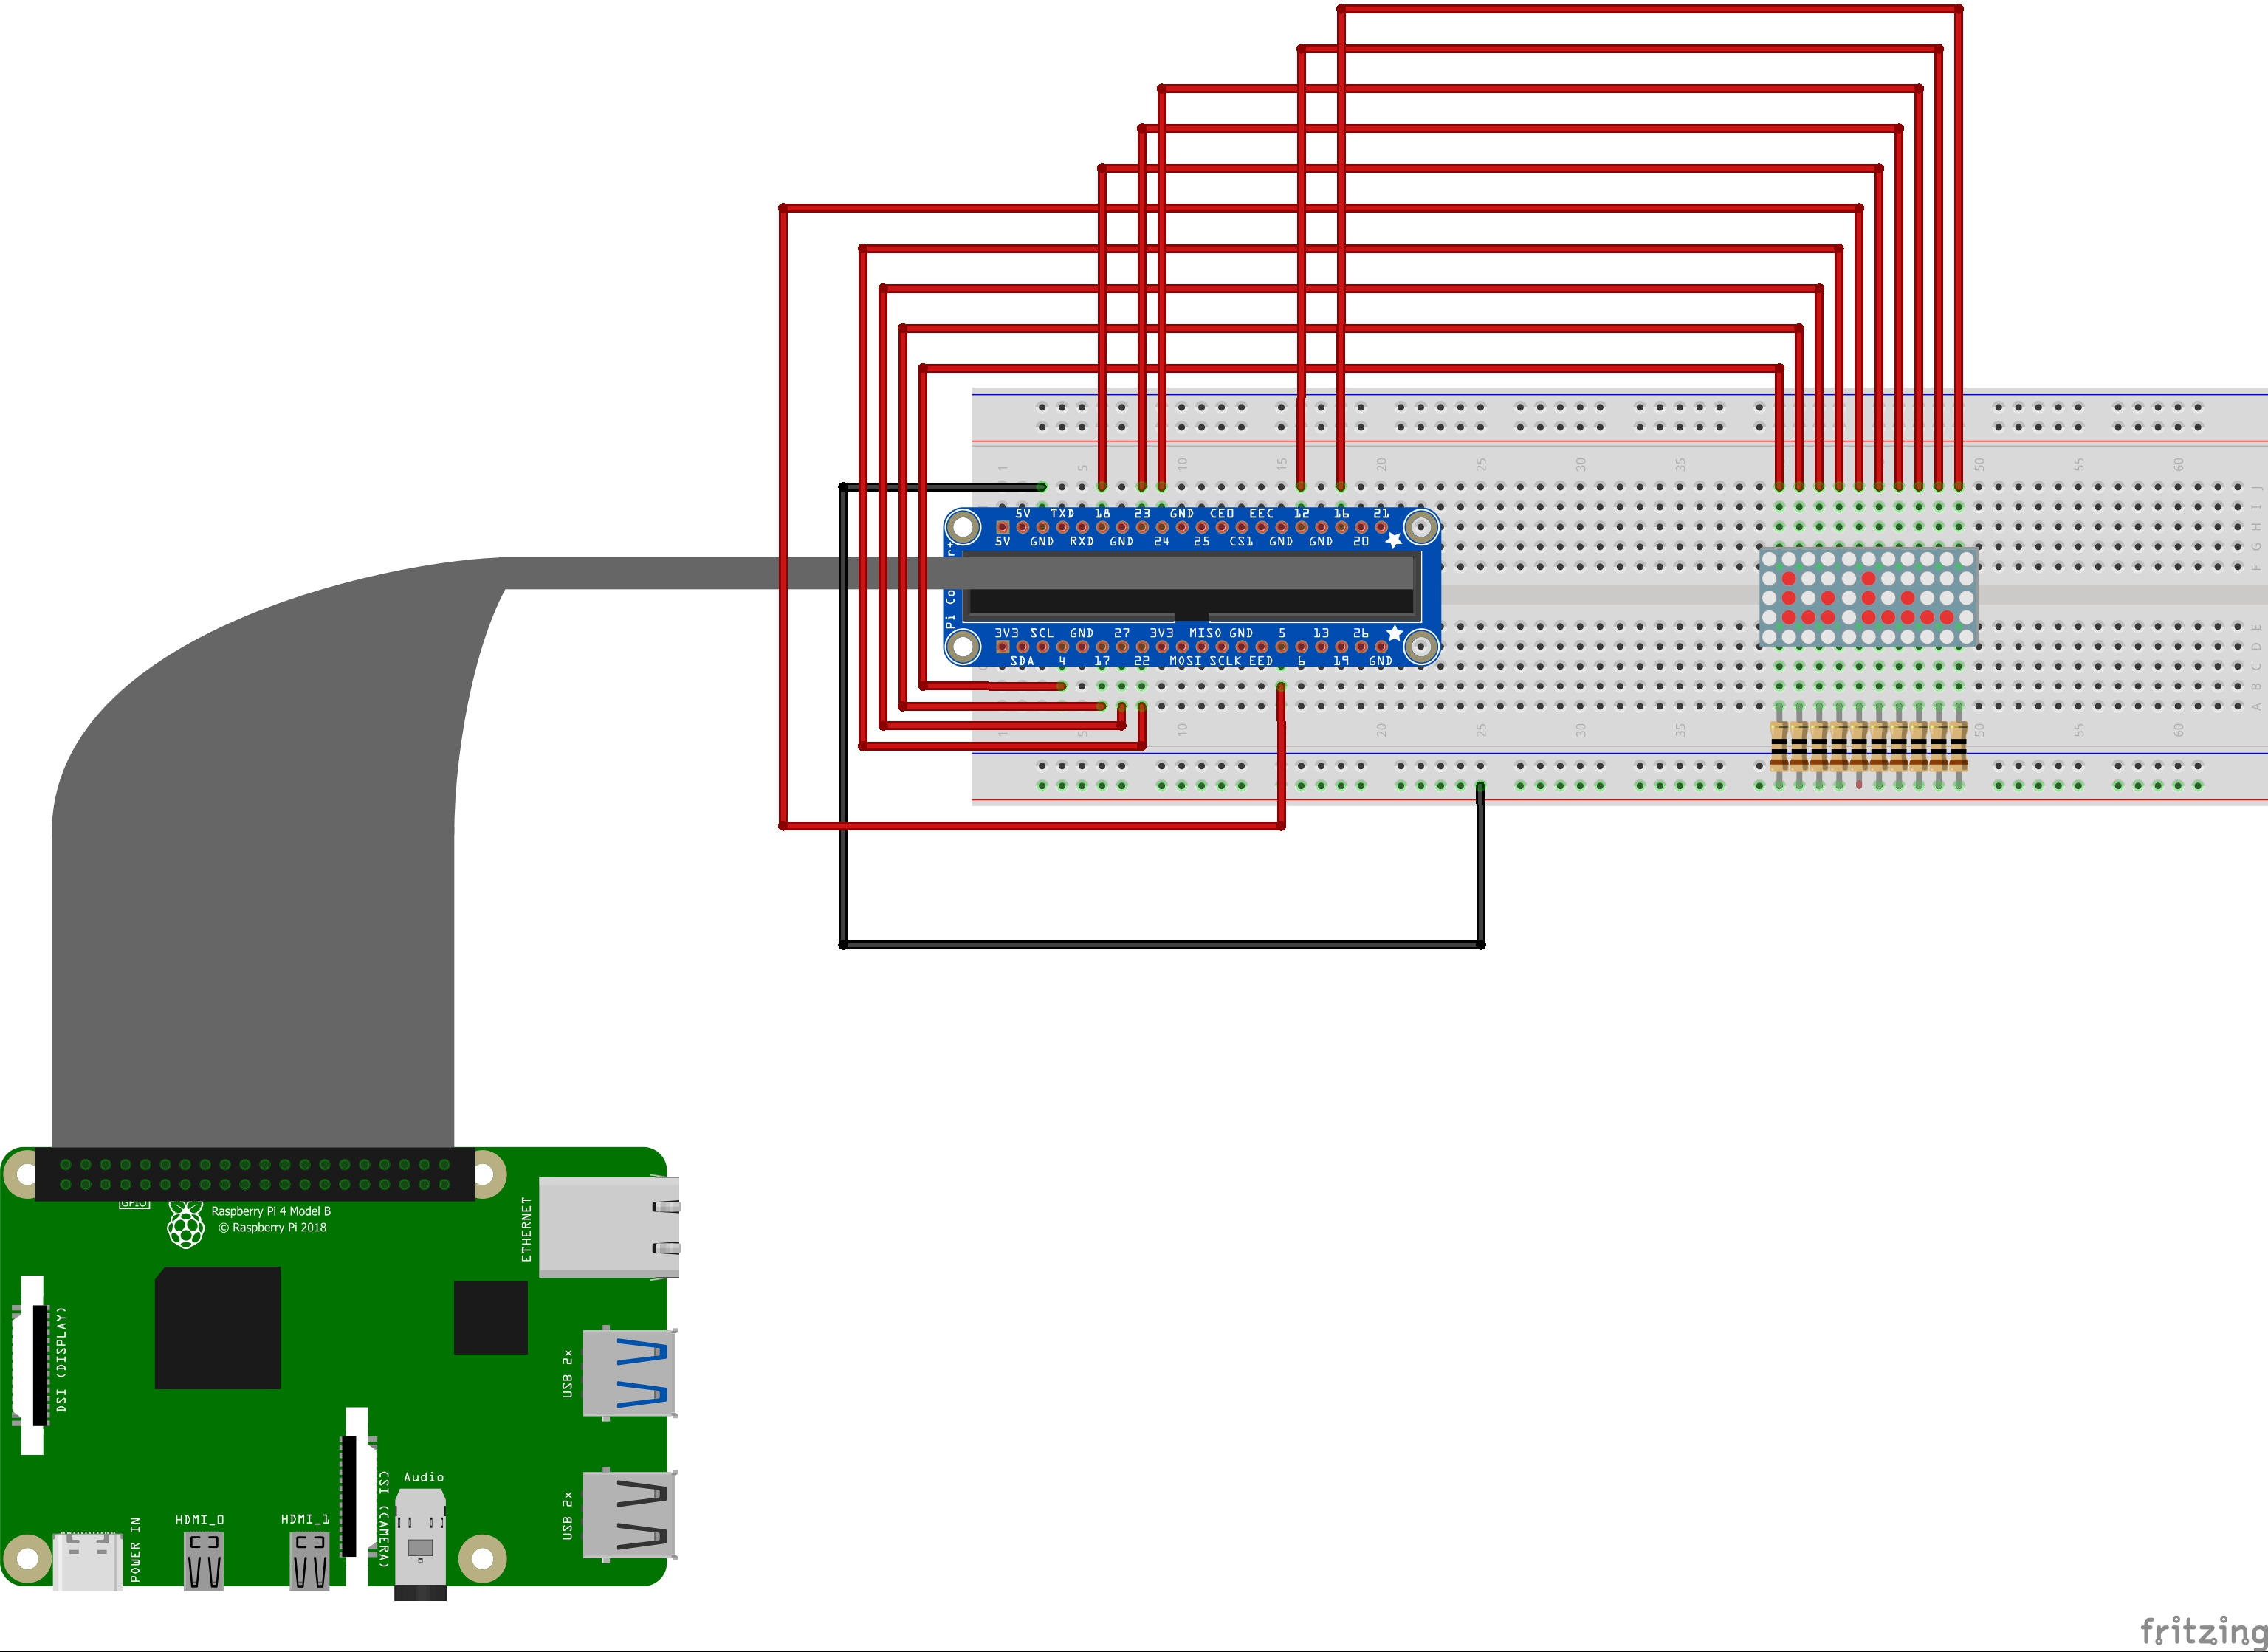 1 5 10 15 20 25 30 35 50 55 60
J
I
H
G
F
5V TXD 18 23 GND CE0 EEC 12 16 21
5V GND RXD GND 24 25 CS1 GND GND 20
Pi Co
r+
3V3 SCL GND 27 3V3 MISO GND 5 13 26
SDA 4 17 22 MOSI SCLK EED 6 19 GND
E
D
C
B
A
1 5 10 20 25 30 35 50 55 60
GPIO
Raspberry Pi 4 Model B
© Raspberry Pi 2018
ETHERNET
DSI (DISPLAY)
USB 2x
USB 2x
CSI (CAMERA)
Audio
POWER IN
HDMI_0
HDMI_1
fritzing